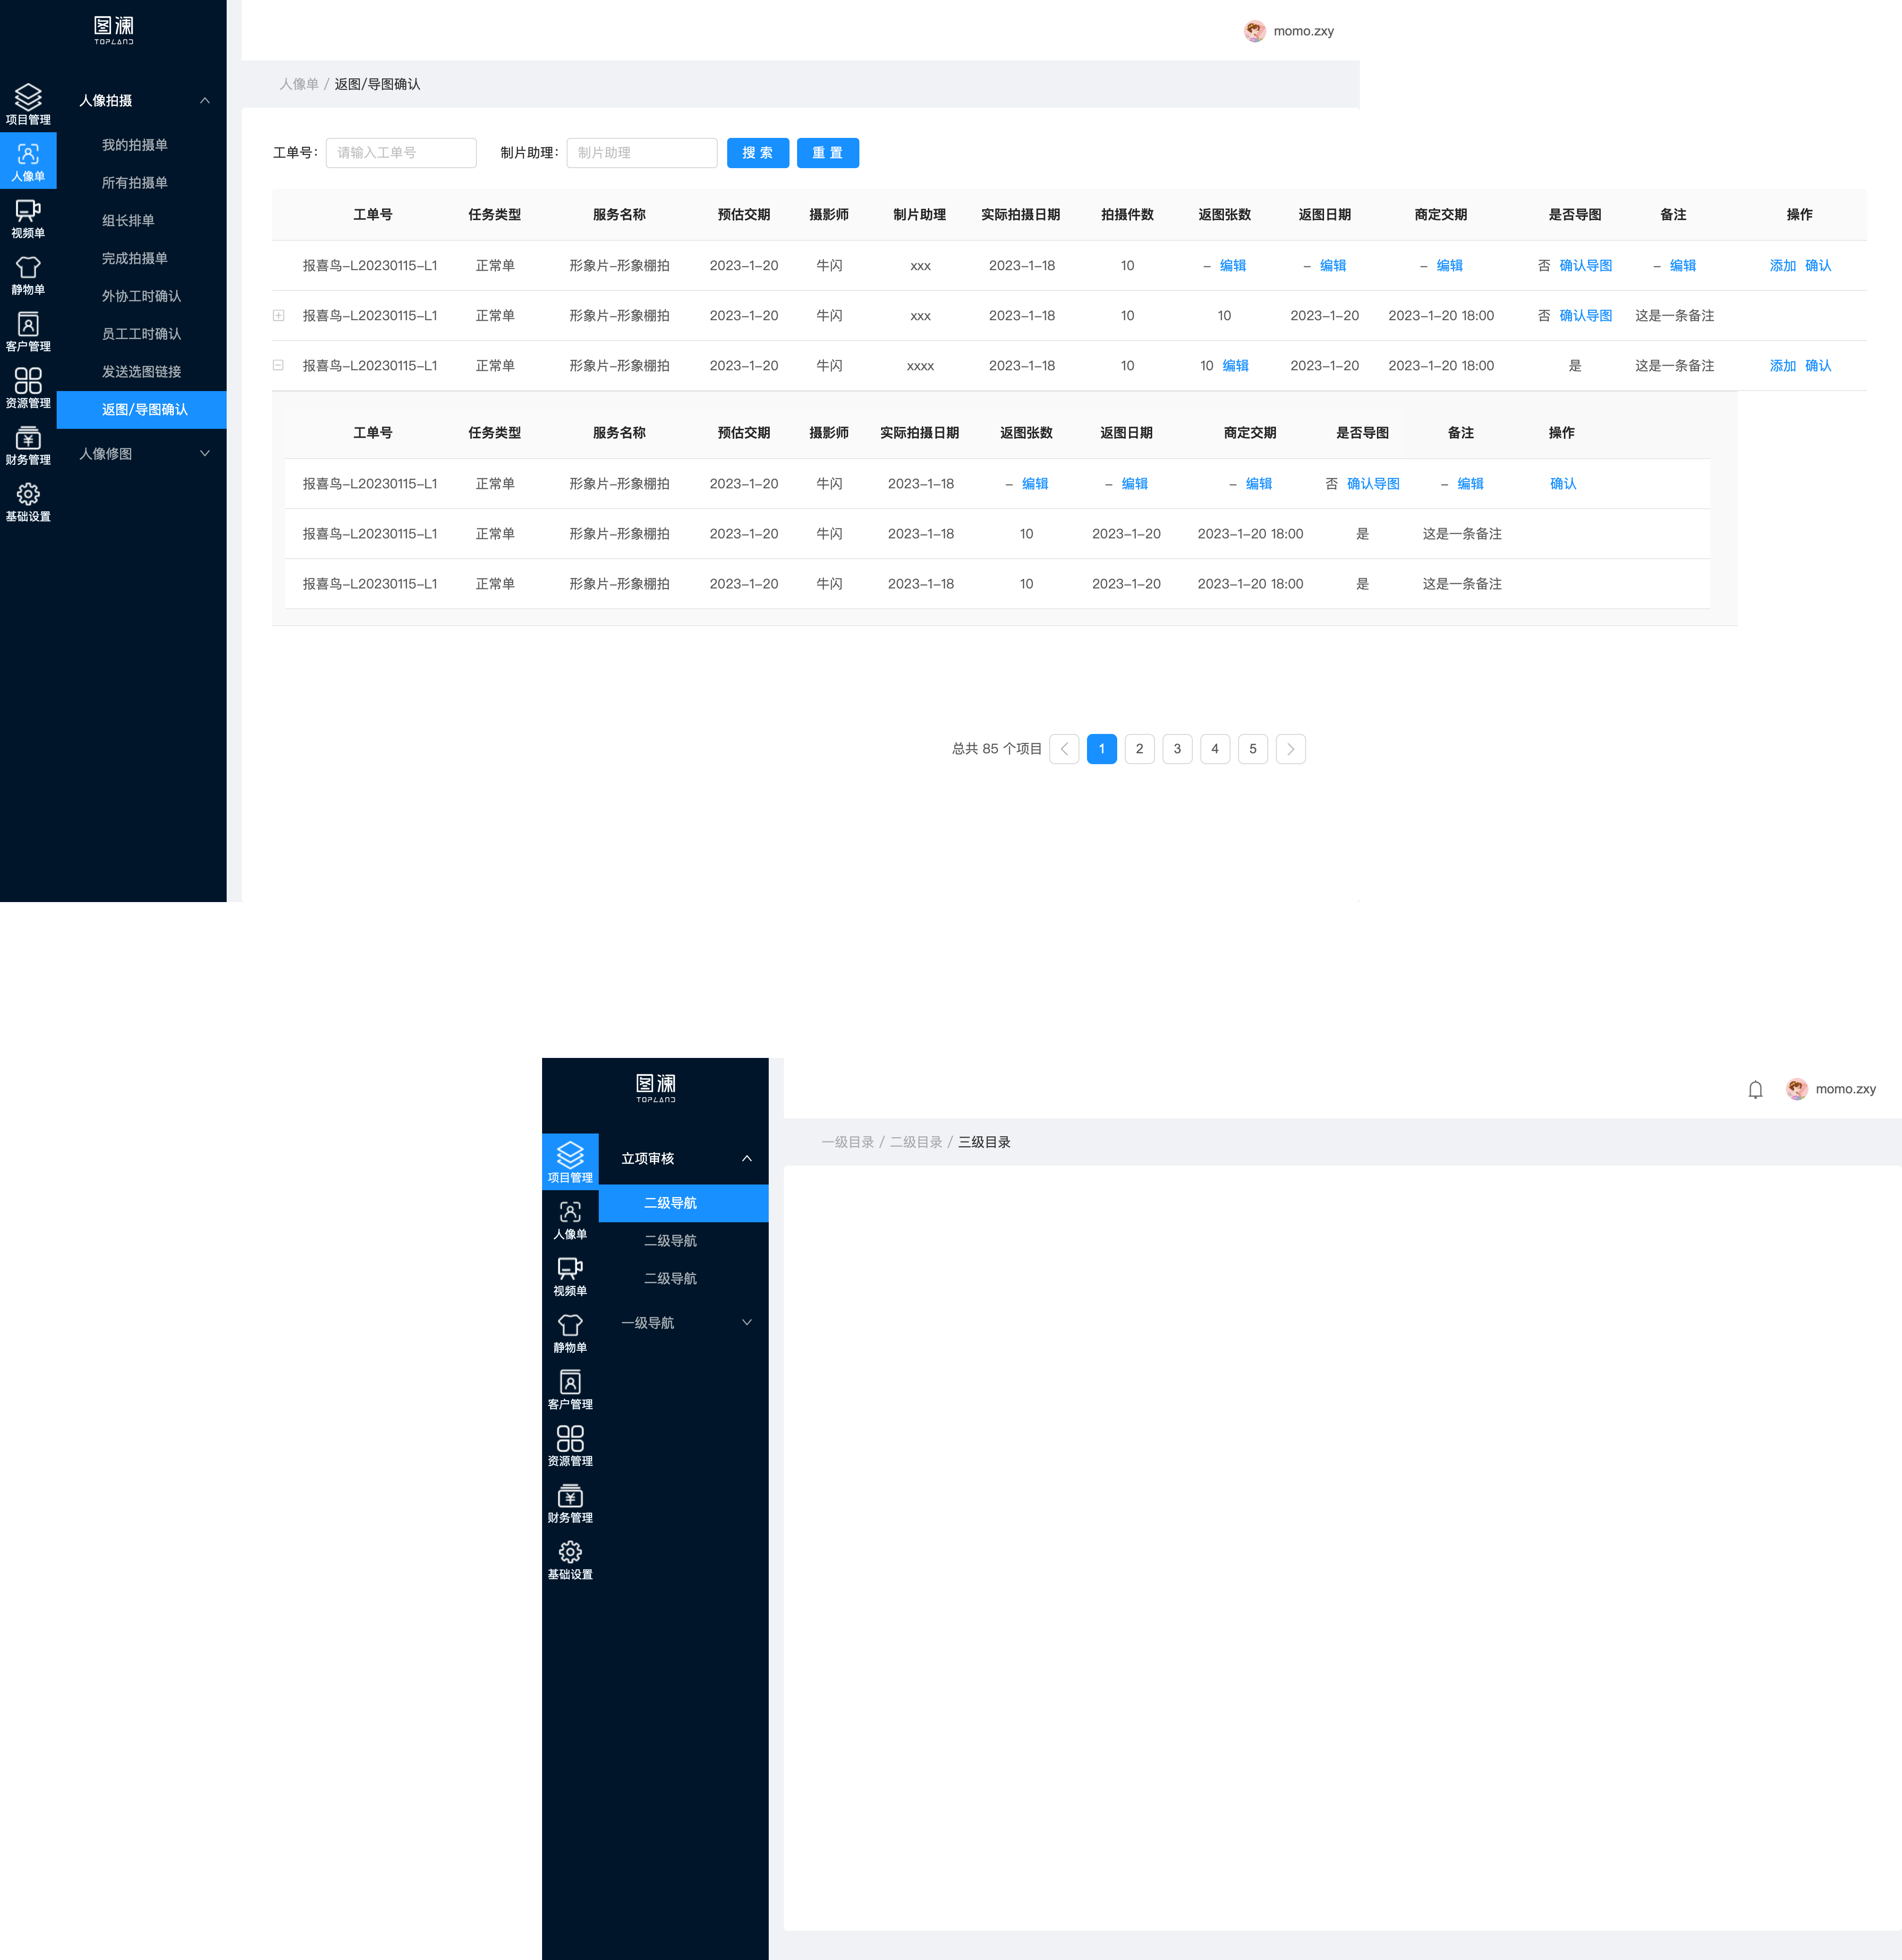 图澜
TOPLAND
momo.zxy
人像单 / 返图/导图确认
项目管理
人像单
视频单
静物单
客户管理
资源管理
财务管理
基础设置
人像拍摄
我的拍摄单
所有拍摄单
组长排单
完成拍摄单
外协工时确认
员工工时确认
发送选图链接
返图/导图确认
人像修图
工单号： 请输入工单号 制片助理： 制片助理 搜 索 重 置
工单号 任务类型 服务名称 预估交期 摄影师 制片助理 实际拍摄日期 拍摄件数 返图张数 返图日期 商定交期 是否导图 备注 操作
报喜鸟-L20230115-L1 正常单 形象片-形象棚拍 2023-1-20 牛闪 xxx 2023-1-18 10 - 编辑 - 编辑 - 编辑 否 确认导图 - 编辑 添加 确认
报喜鸟-L20230115-L1 正常单 形象片-形象棚拍 2023-1-20 牛闪 xxx 2023-1-18 10 10 2023-1-20 2023-1-20 18:00 否 确认导图 这是一条备注
报喜鸟-L20230115-L1 正常单 形象片-形象棚拍 2023-1-20 牛闪 xxxx 2023-1-18 10 10 编辑 2023-1-20 2023-1-20 18:00 是 这是一条备注 添加 确认
工单号 任务类型 服务名称 预估交期 摄影师 实际拍摄日期 返图张数 返图日期 商定交期 是否导图 备注 操作
报喜鸟-L20230115-L1 正常单 形象片-形象棚拍 2023-1-20 牛闪 2023-1-18 - 编辑 - 编辑 - 编辑 否 确认导图 - 编辑 确认
报喜鸟-L20230115-L1 正常单 形象片-形象棚拍 2023-1-20 牛闪 2023-1-18 10 2023-1-20 2023-1-20 18:00 是 这是一条备注
报喜鸟-L20230115-L1 正常单 形象片-形象棚拍 2023-1-20 牛闪 2023-1-18 10 2023-1-20 2023-1-20 18:00 是 这是一条备注
总共 85 个项目 1 2 3 4 5
图澜
TOPLAND
momo.zxy
一级目录 / 二级目录 / 三级目录
项目管理
人像单
视频单
静物单
客户管理
资源管理
财务管理
基础设置
立项审核
二级导航
二级导航
二级导航
一级导航